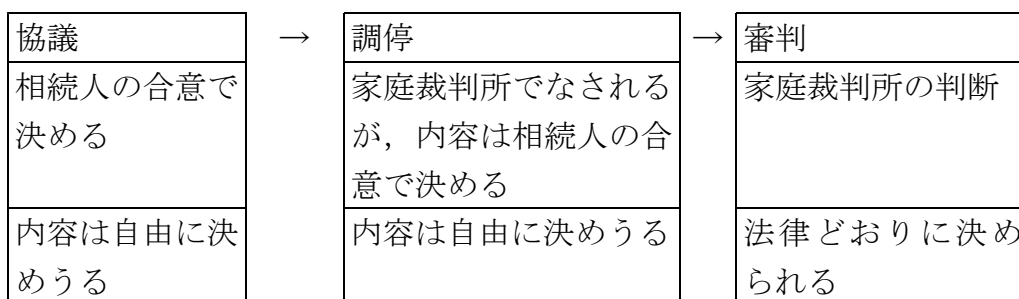 協議 → 調停 → 審判
相続人の合意で
決める
家庭裁判所でなされる
が，内容は相続人の合
意で決める
家庭裁判所の判断
内容は自由に決
めうる
内容は自由に決めうる
法律どおりに決め
られる